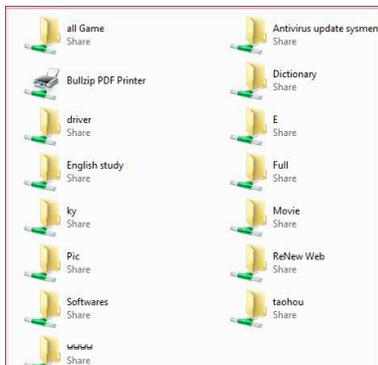 all Game
Share
Antivirus update sysmen
Share
Bullzip PDF Printer
Dictionary
Share
driver
Share
E
Share
English study
Share
Full
Share
ky
Share
Movie
Share
Pic
Share
ReNew Web
Share
Softwares
Share
taohou
Share
Share